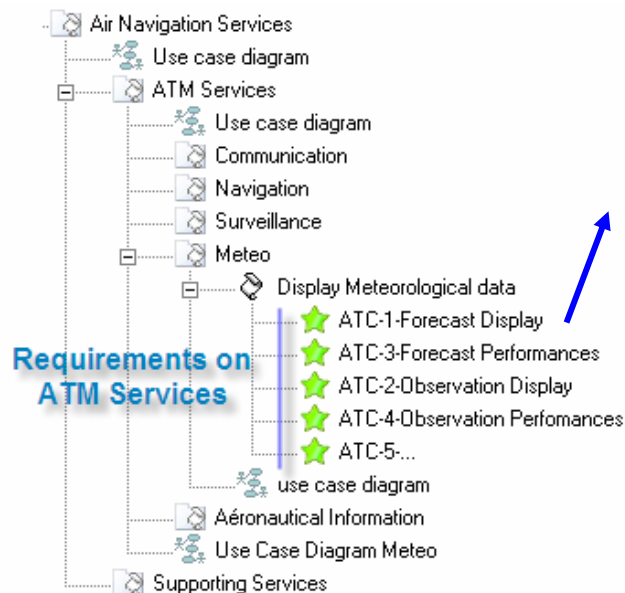 Air Navigation Services
Use case diagram
ATM Services
Use case diagram
Communication
Navigation
Surveillance
Meteo
Display Meteorological data
ATC-1-Forecast Display
ATC-3-Forecast Performances
Requirements on
ATM Services
ATC-2-Observation Display
ATC-4-Observation Perfomances
ATC-5-...
use case diagram
Aéronautical Information
Use Case Diagram Meteo
Supporting Services